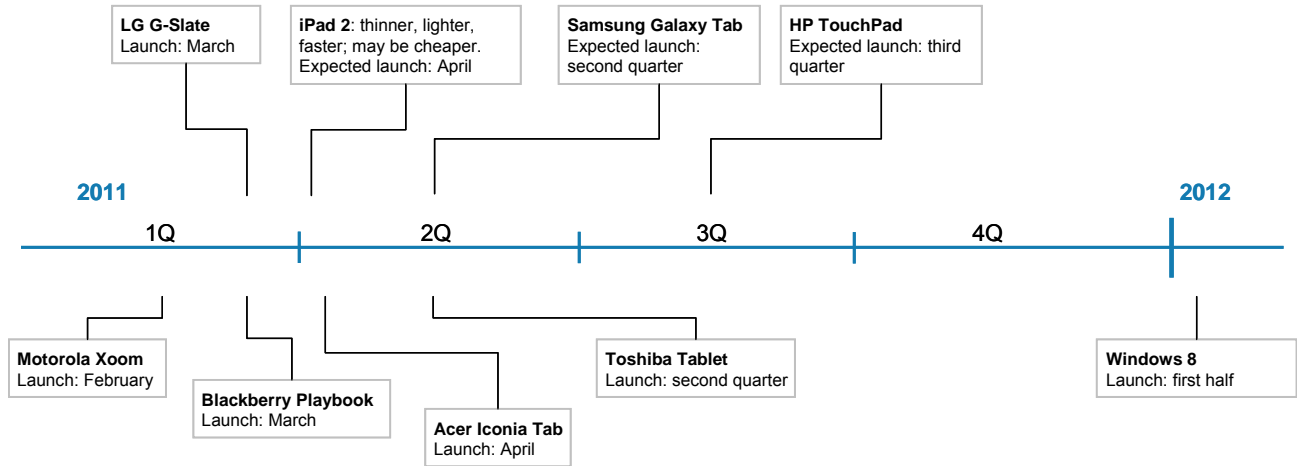 LG G-Slate
Launch: March
iPad 2: thinner, lighter,
faster; may be cheaper.
Expected launch: April
Samsung Galaxy Tab
Expected launch:
second quarter
HP TouchPad
Expected launch: third
quarter
2011
2012
1Q
2Q
3Q
4Q
Motorola Xoom
Launch: February
Blackberry Playbook
Launch: March
Acer Iconia Tab
Launch: April
Toshiba Tablet
Launch: second quarter
Windows 8
Launch: first half